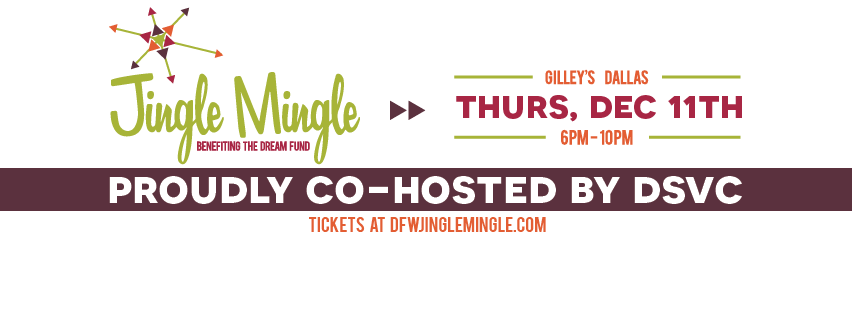 Jingle Mingle
BENEFITING THE DREAM FUND
GILLEY'S DALLAS
THURS, DEC 11TH
6PM-10PM
PROUDLY CO-HOSTED BY DSVC
TICKETS AT DFWJINGLEMINGLE.COM